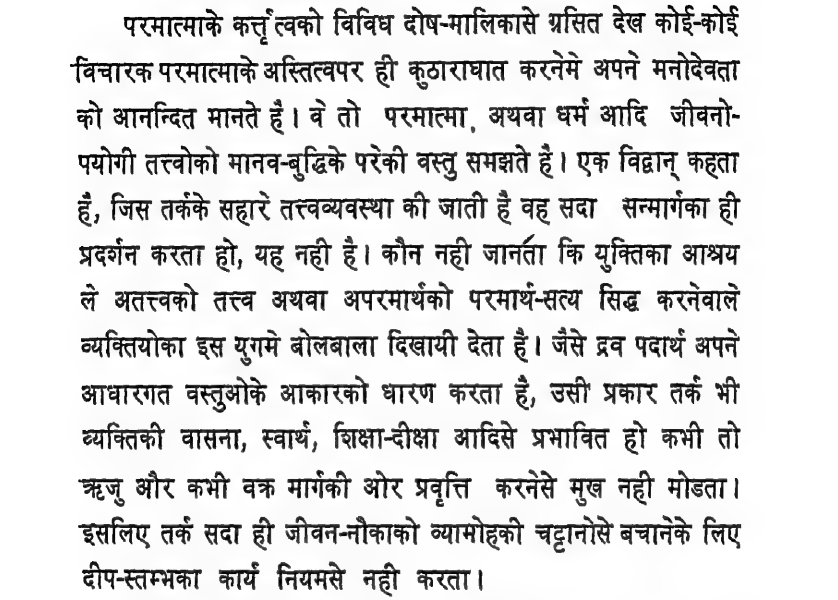 परमात्माके कर्त्तृत्वको विविध दोष-मालिकासे ग्रसित देख कोई-कोई
विचारक परमात्माके अस्तित्वपर ही कुठाराघात करनेमे अपने मनोदेवता
को आनन्दित मानते है। वे तो परमात्मा, अथवा धर्म आदि जीवनो-
पयोगी तत्त्वोको मानव-बुद्धिके परेकी वस्तु समझते है। एक विद्वान् कहता
है, जिस तर्कके सहारे तत्त्वव्यवस्था की जाती है वह सदा सन्मार्गका ही
प्रदर्शन करता हो, यह नही है। कौन नही जानता कि युक्तिका आश्रय
ले अतत्त्वको तत्त्व अथवा अपरमार्थको परमार्थ-सत्य सिद्ध करनेवाले
व्यक्तियोका इस युगमे बोलबाला दिखायी देता है। जैसे द्रव पदार्थ अपने
आधारगत वस्तुओके आकारको धारण करता है, उसी प्रकार तर्क भी
व्यक्तिकी वासना, स्वार्थ, शिक्षा-दीक्षा आदिसे प्रभावित हो कभी तो
ऋजु और कभी वक्र मार्गकी ओर प्रवृत्ति करनेसे मुख नही मोडता।
इसलिए तर्क सदा ही जीवन-नौकाको व्यामोहकी चट्टानोसे बचानेके लिए
दीप-स्तम्भका कार्य नियमसे नही करता।